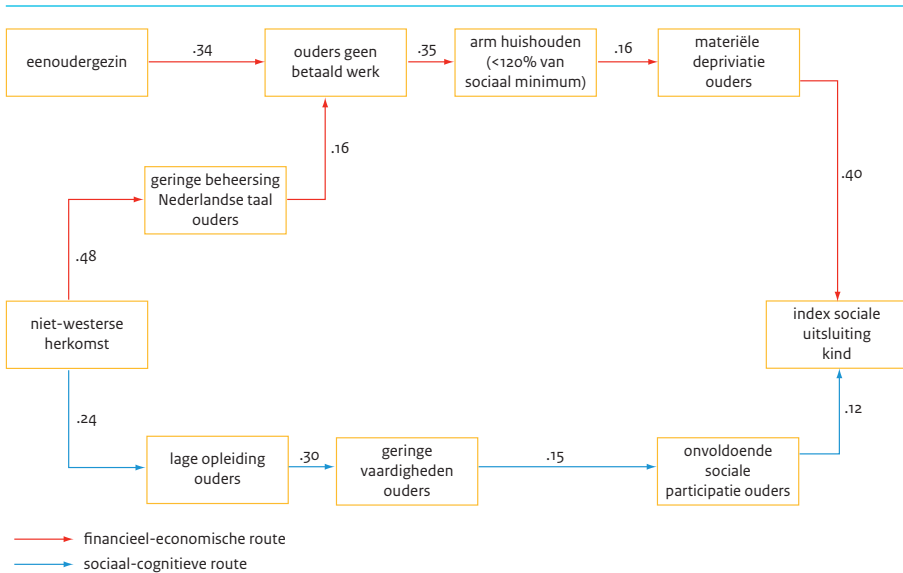 eenoudergezin
.34
ouders geen
betaald werk
.35
arm huishouden
(<120% van
sociaal minimum)
.16
materiële
depriviatie
ouders
.16
.40
geringe beheersing
Nederlandse taal
ouders
.48
niet-westerse
herkomst
index sociale
uitsluiting
kind
.24
.12
lage opleiding
ouders
.30
geringe
vaardigheden
ouders
.15
onvoldoende
sociale
participatie ouders
financieel-economische route
sociaal-cognitieve route